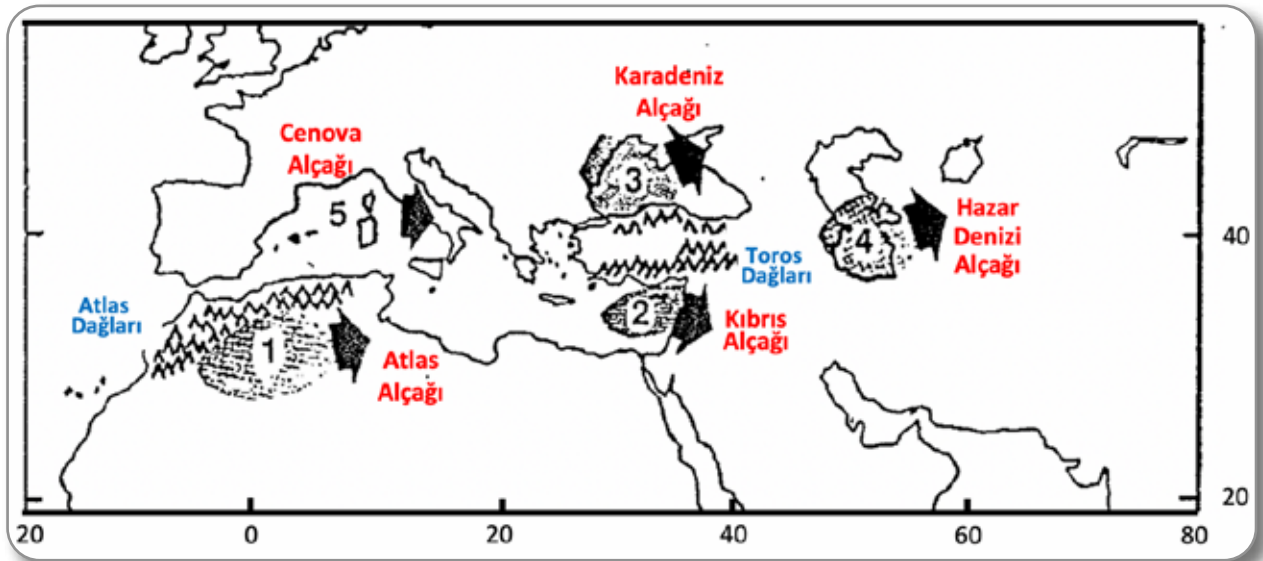 Karadeniz
Alçağı
Cenova
Alçağı
3
5
Hazar
Denizi
Alçağı
4
40
Toros
Dağları
Atlas
Dağları
2
Kıbrıs
Alçağı
1
Atlas
Alçağı
20
20
0
20
40
60
80